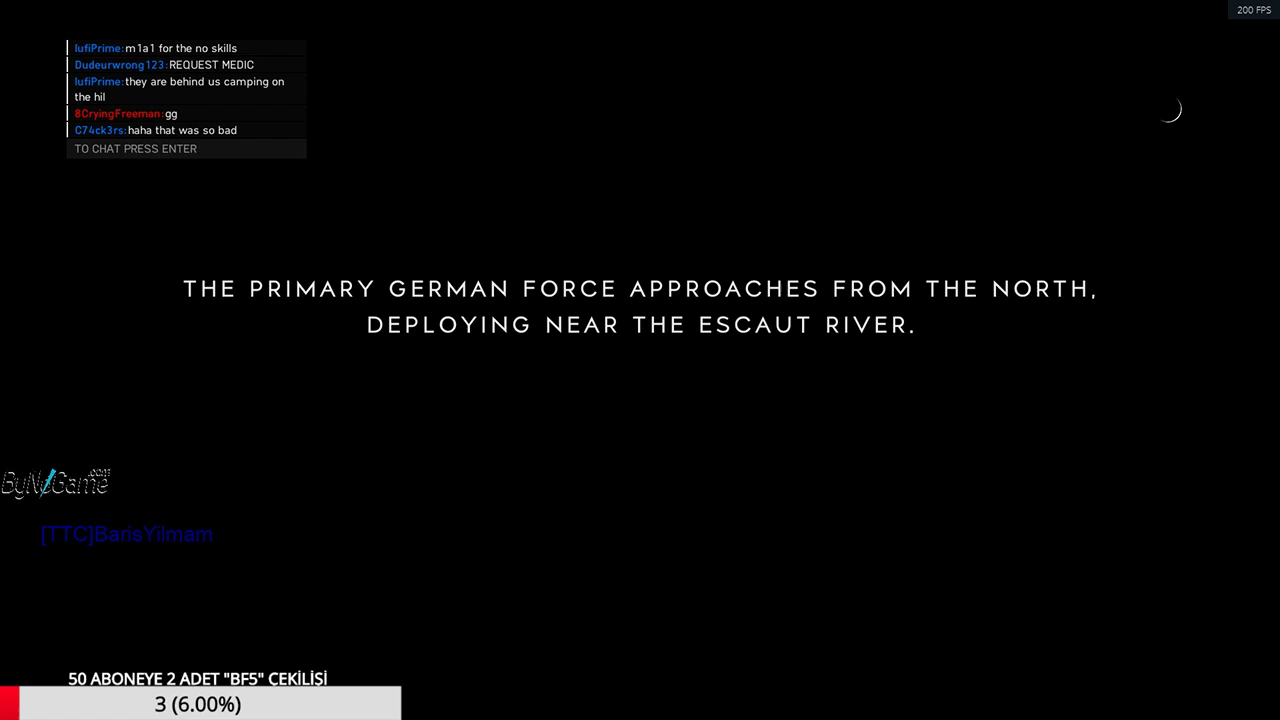 200 FPS
lufiPrime:m1a1 for the no skills
Dudeurwrong123:REQUEST MEDIC
lufiPrime:they are behind us camping on
the hil
8CryingFreeman:gg
C74ck3rs:haha that was so bad
TO CHAT PRESS ENTER
THE PRIMARY GERMAN FORCE APPROACHES FROM THE NORTH,
DEPLOYING NEAR THE ESCAUT RIVER.
ByNoGame.com
[TTC]BarisYilmam
50 ABONEYE 2 ADET "BF5" ÇEKİLİŞİ
3 (6.00%)